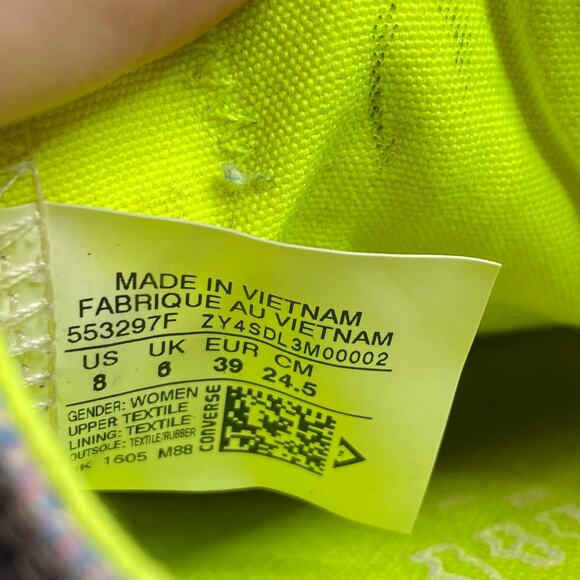 MADE IN VIETNAM
FABRIQUE AU VIETNAM
553297F ZY4SDL3M00002
US UK EUR CM
8 6 39 24.5
GENDER: WOMEN
UPPER: TEXTILE
LINING: TEXTILE
OUTSOLE: TEXTILE/RUBBER
1605 M88
CONVERSE